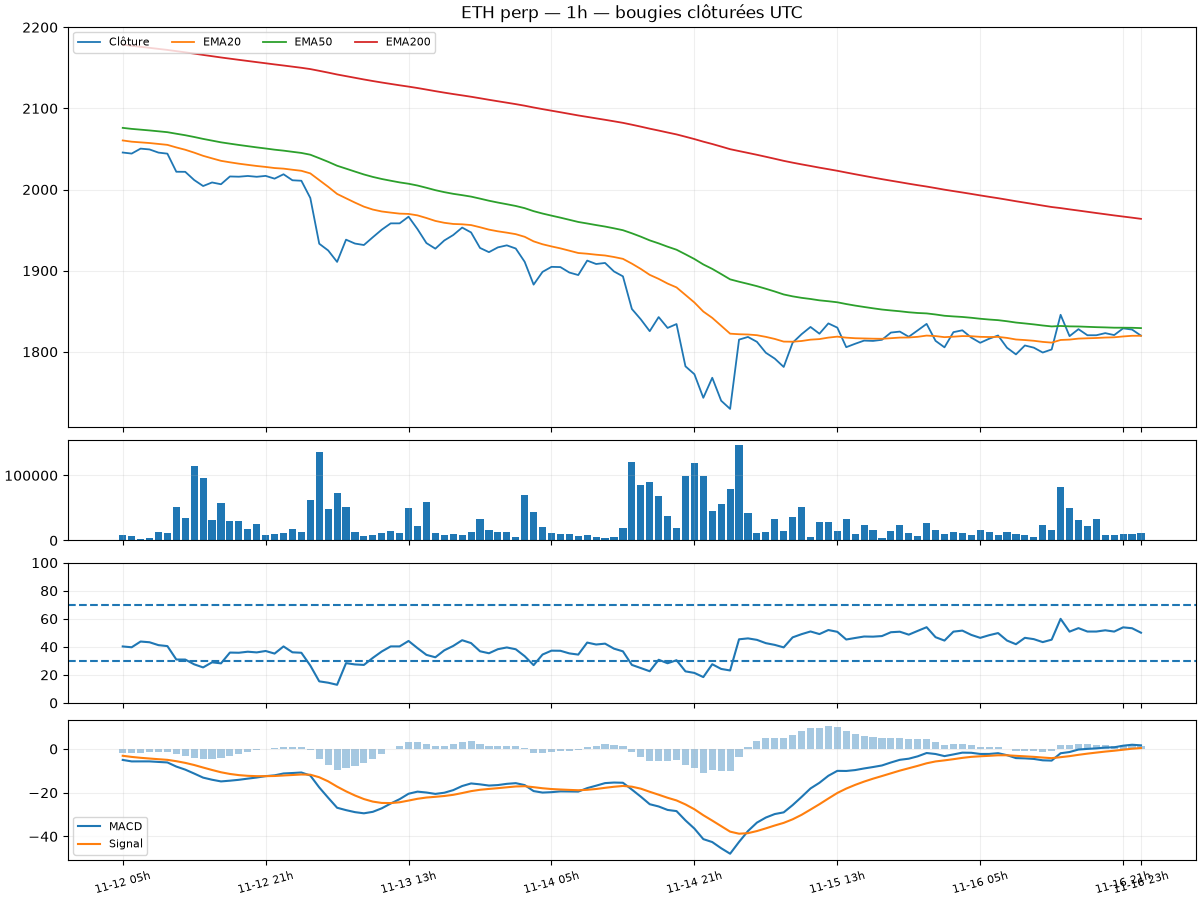 ETH perp — 1h — bougies clôturées UTC
Clôture
EMA20
EMA50
EMA200
2200
2100
2000
1900
1800
100000
0
100
80
60
40
20
0
0
−20
−40
MACD
Signal
11-12 05h
11-12 21h
11-13 13h
11-14 05h
11-14 21h
11-15 13h
11-16 05h
11-16 21h
11-16 23h